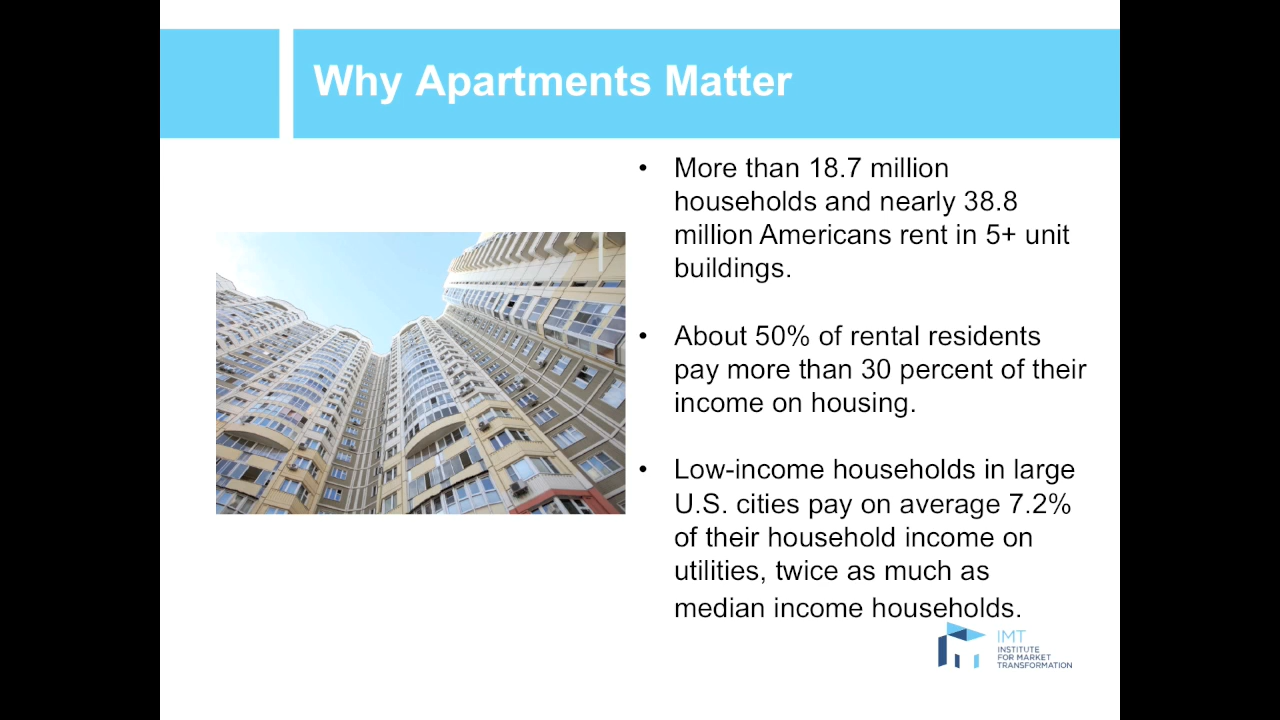 Why Apartments Matter
• More than 18.7 million
households and nearly 38.8
million Americans rent in 5+ unit
buildings.
• About 50% of rental residents
pay more than 30 percent of their
income on housing.
• Low-income households in large
U.S. cities pay on average 7.2%
of their household income on
utilities, twice as much as
median income households.
IMT
INSTITUTE
FOR MARKET
TRANSFORMATION